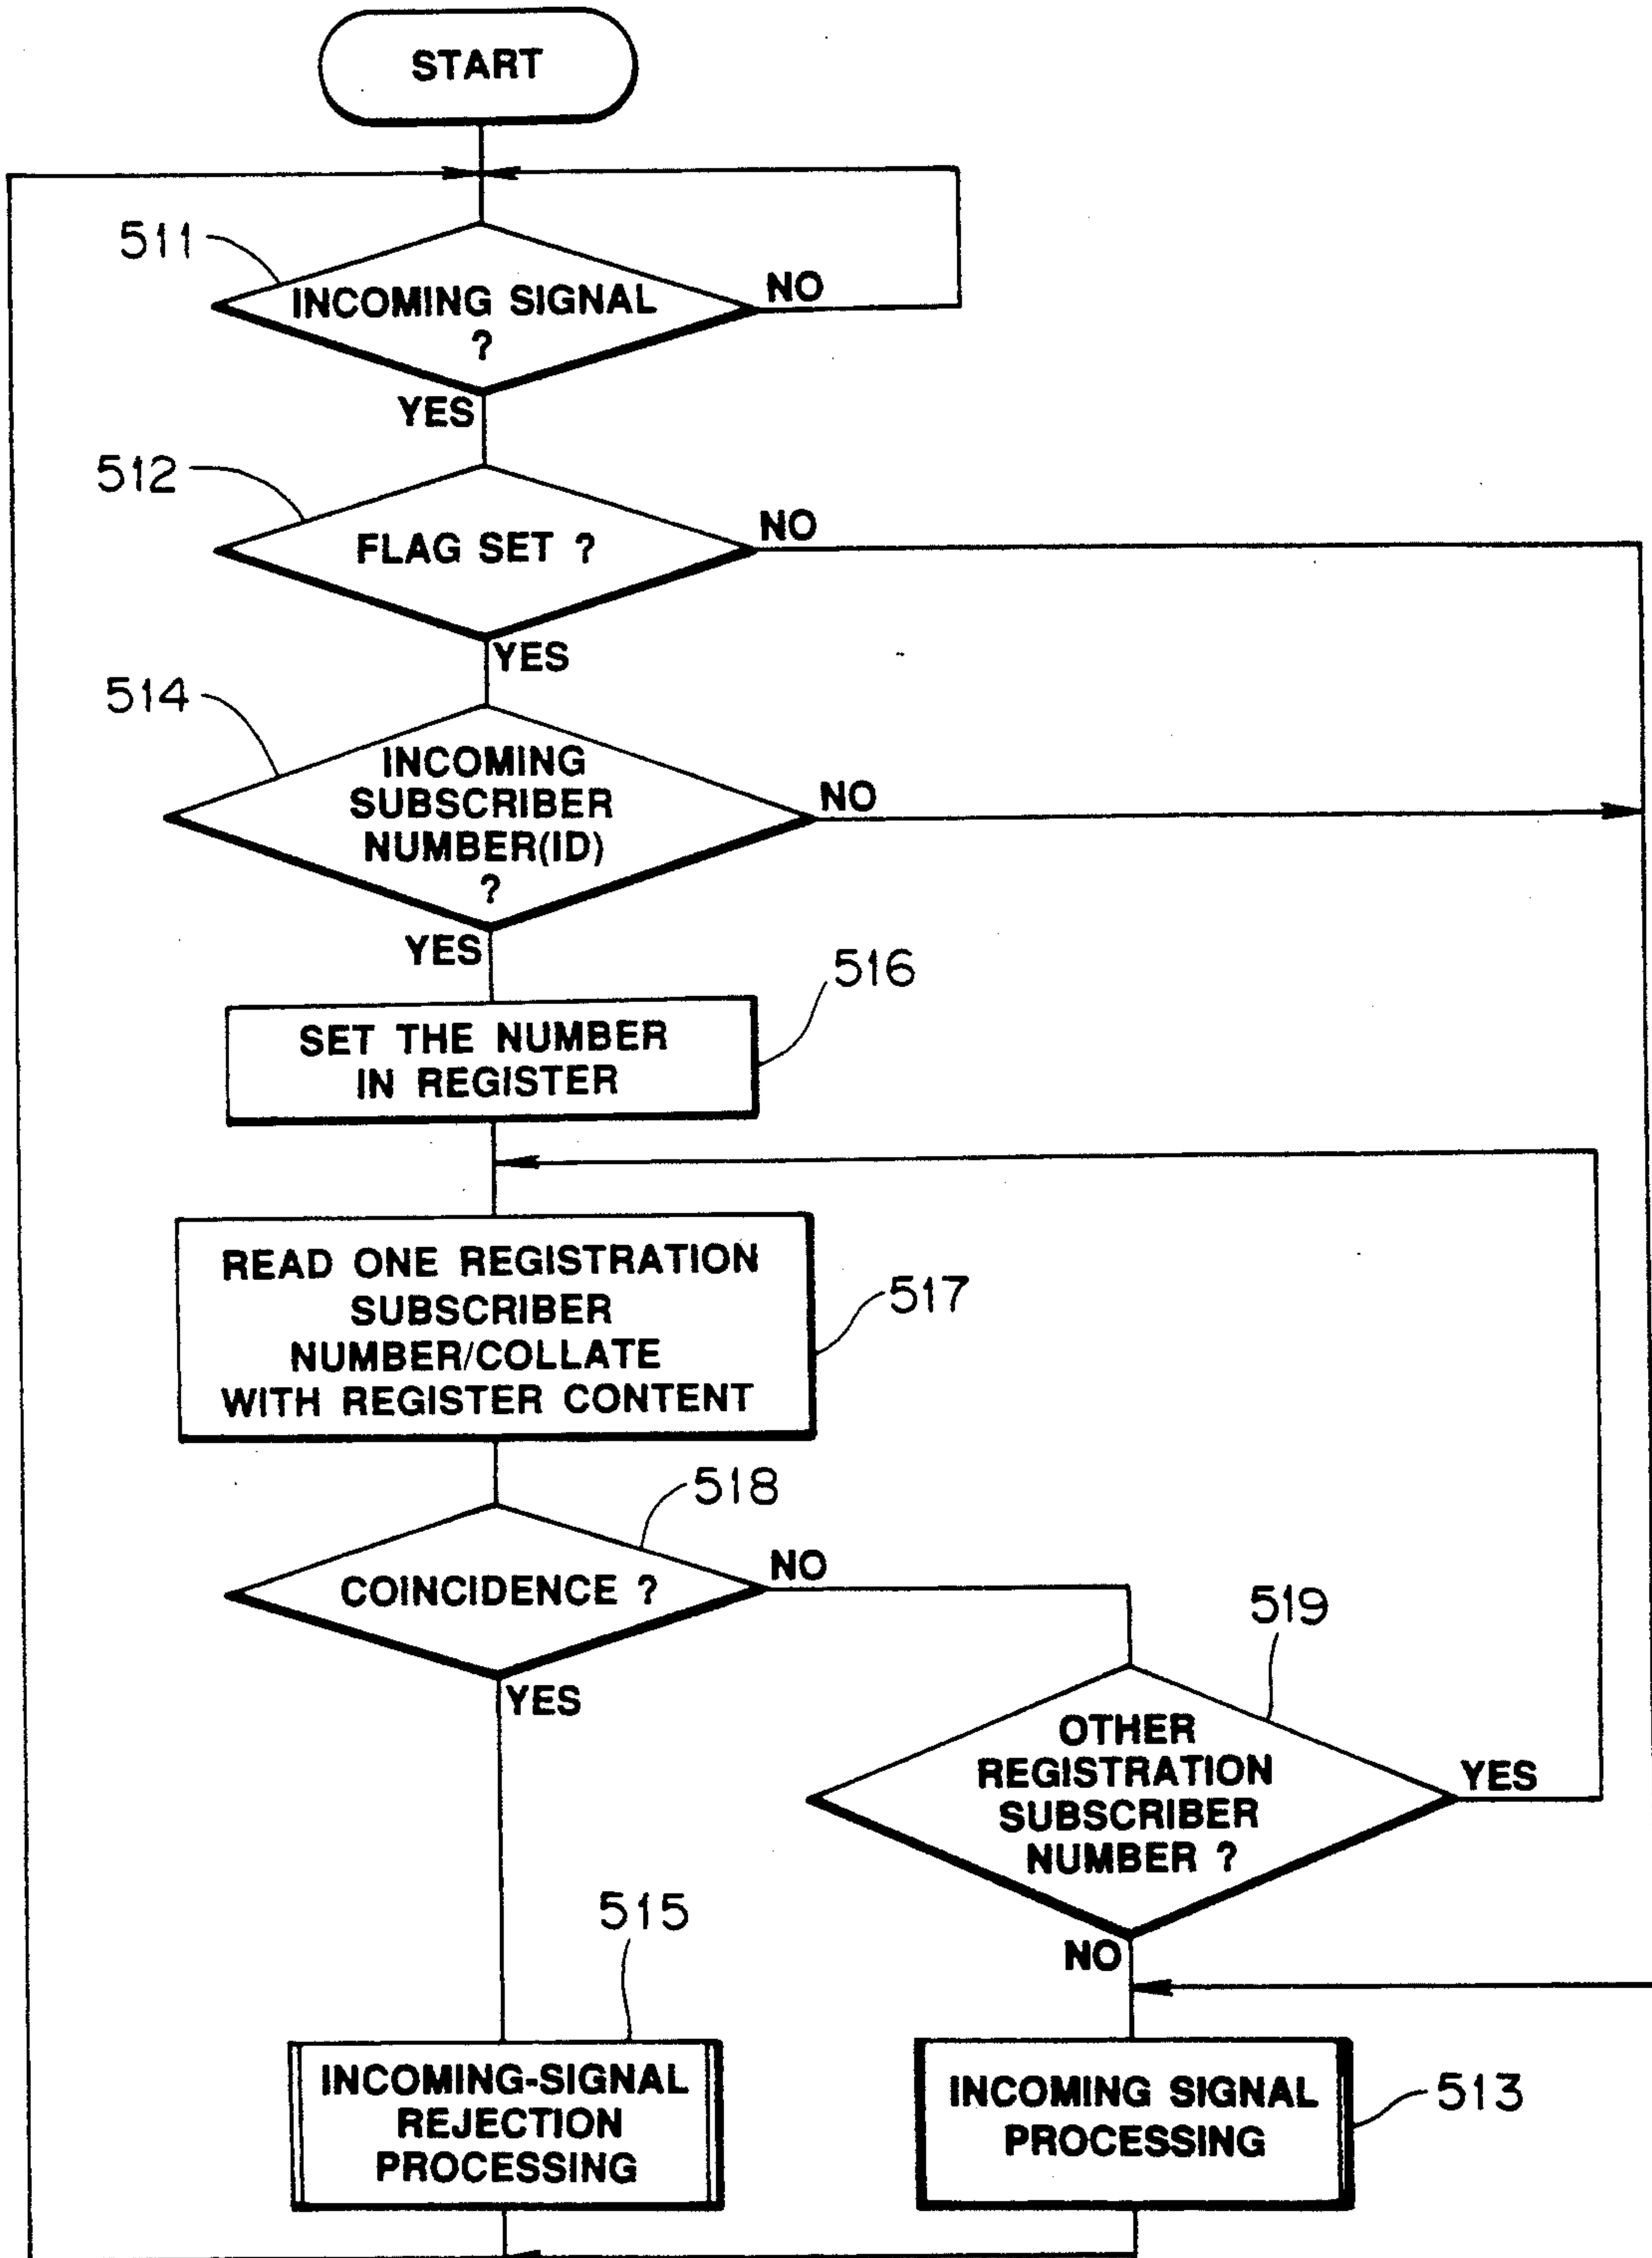 START
511
INCOMING SIGNAL
?
NO
YES
512
FLAG SET ?
NO
YES
514
INCOMING
SUBSCRIBER
NUMBER(ID)
?
NO
YES
516
SET THE NUMBER
IN REGISTER
READ ONE REGISTRATION
SUBSCRIBER
NUMBER/COLLATE
WITH REGISTER CONTENT
517
518
COINCIDENCE ?
NO
YES
519
OTHER
REGISTRATION
SUBSCRIBER
NUMBER ?
YES
NO
515
INCOMING-SIGNAL
REJECTION
PROCESSING
INCOMING SIGNAL
PROCESSING
513